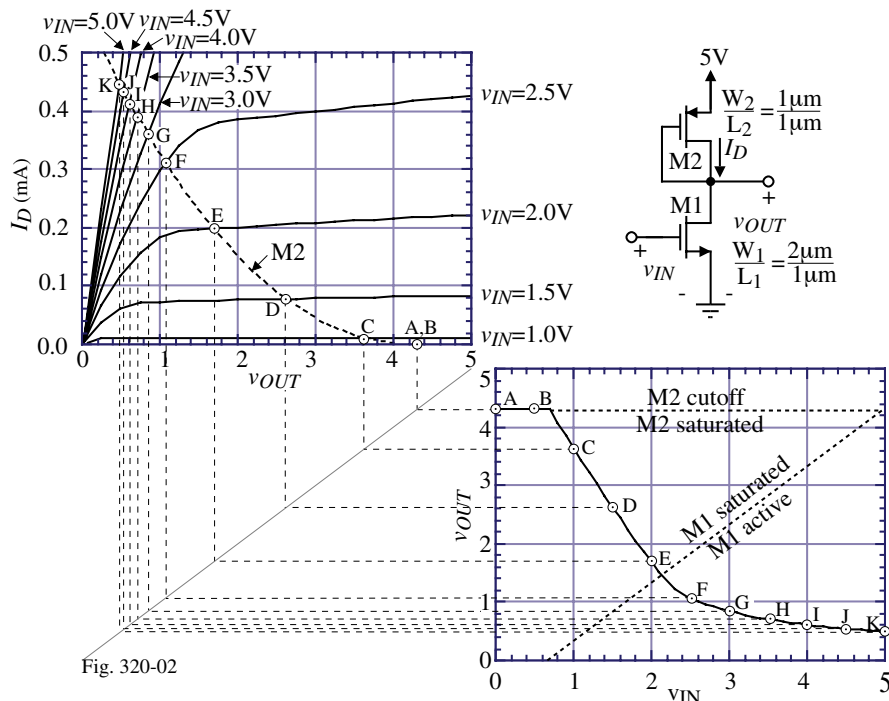 vIN=5.0V
vIN=4.5V
vIN=4.0V
vIN=3.5V
vIN=3.0V
vIN=2.5V
vIN=2.0V
vIN=1.5V
vIN=1.0V
0.5
0.4
0.3
0.2
0.1
0.0
ID (mA)
K
J
I
H
G
F
E
M2
D
C
A,B
0 1 2 3 4 5
vOUT
5V
W2/L2 = 1μm/1μm
M2
ID
+
M1
vOUT
+
vIN
W1/L1 = 2μm/1μm
- -
5
4
3
2
1
0
vOUT
A
B
M2 cutoff
M2 saturated
C
D
M1 saturated
M1 active
E
F
G
H
I
J
K
0 1 2 3 4 5
vIN
Fig. 320-02